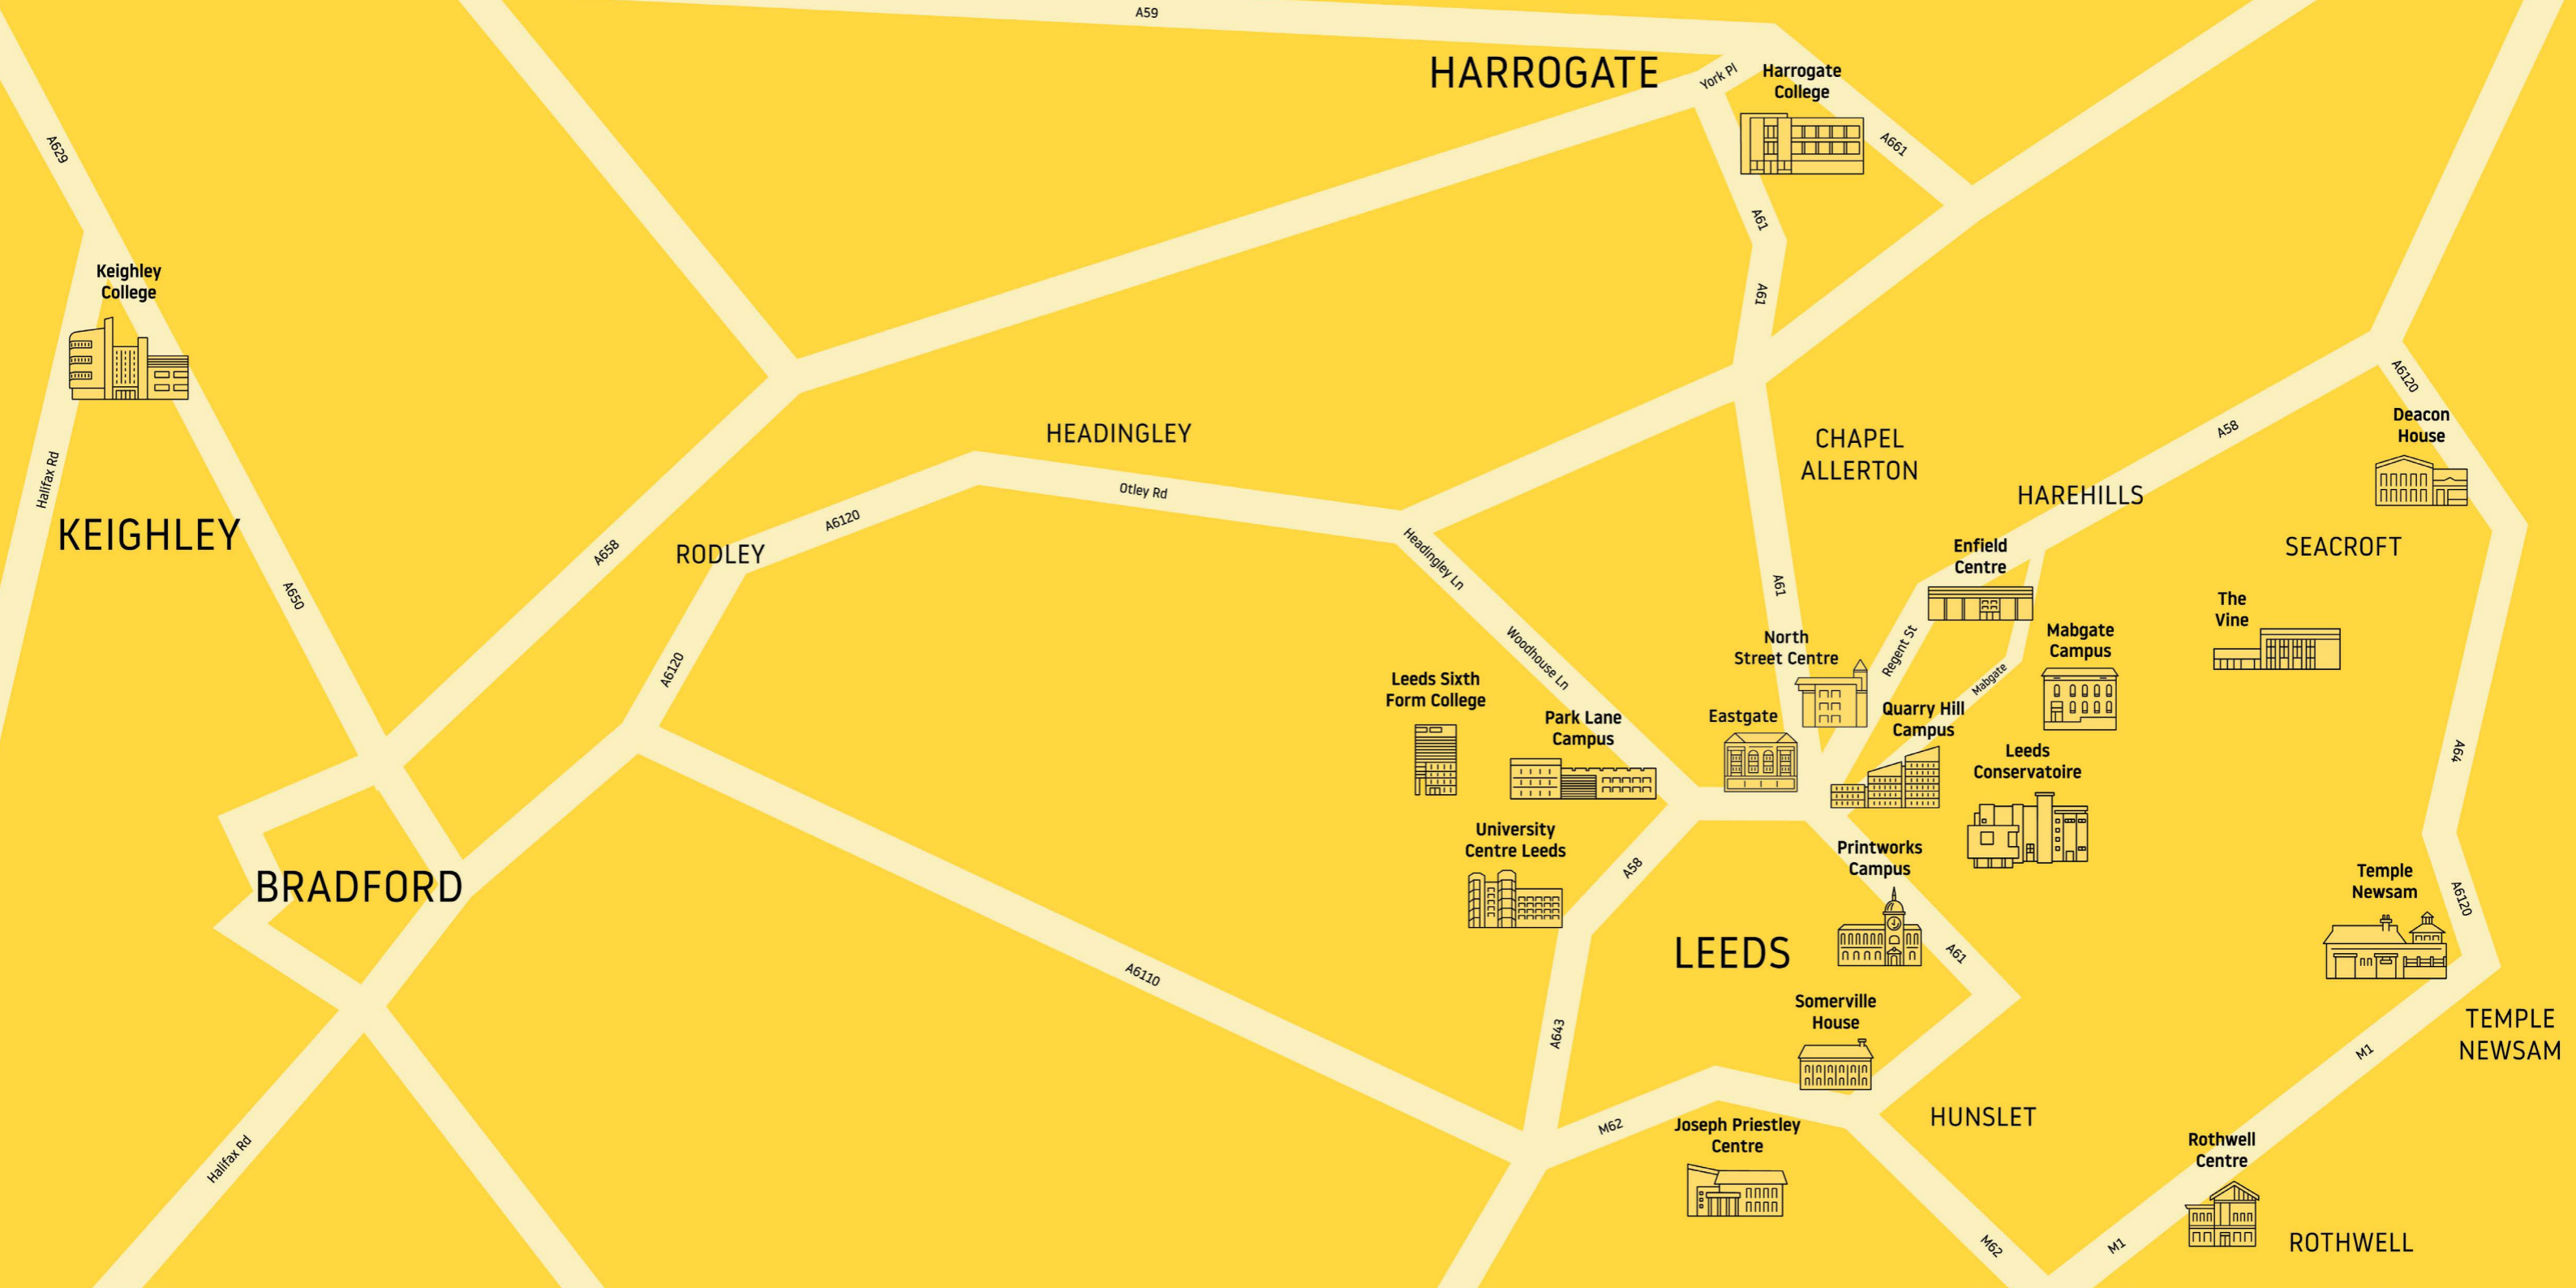 A59
HARROGATE
York Pl
Harrogate
College
A629
A661
A61
A61
Keighley
College
Halfax Rd
KEIGHLEY
A650
A658
HEADINGLEY
Otley Rd
A6120
RODLEY
A6120
Headingley Ln
Woodhouse Ln
CHAPEL
ALLERTON
A61
HAREHILLS
A58
A6120
Deacon
House
SEACROFT
Enfield
Centre
The
Vine
Regent St
Mabgate
Mabgate
Campus
North
Street Centre
Leeds Sixth
Form College
Park Lane
Campus
Eastgate
Quarry Hill
Campus
Leeds
Conservatoire
A64
University
Centre Leeds
A58
Printworks
Campus
Temple
Newsam
A6120
BRADFORD
LEEDS
A61
A6110
Somerville
House
A643
TEMPLE
NEWSAM
M1
M62
HUNSLET
Joseph Priestley
Centre
Rothwell
Centre
Halifax Rd
M62
M1
ROTHWELL